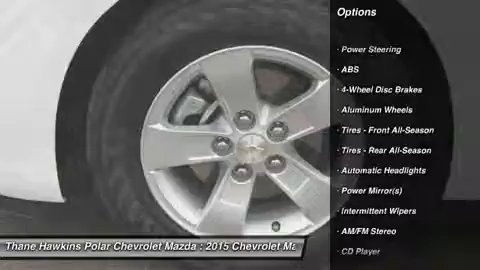 Options
· Power Steering
· ABS
· 4-Wheel Disc Brakes
· Aluminum Wheels
· Tires - Front All-Season
· Tires - Rear All-Season
· Automatic Headlights
· Power Mirror(s)
· Intermittent Wipers
· AM/FM Stereo
· CD Player
Thane Hawkins Polar Chevrolet Mazda : 2015 Chevrolet Ma